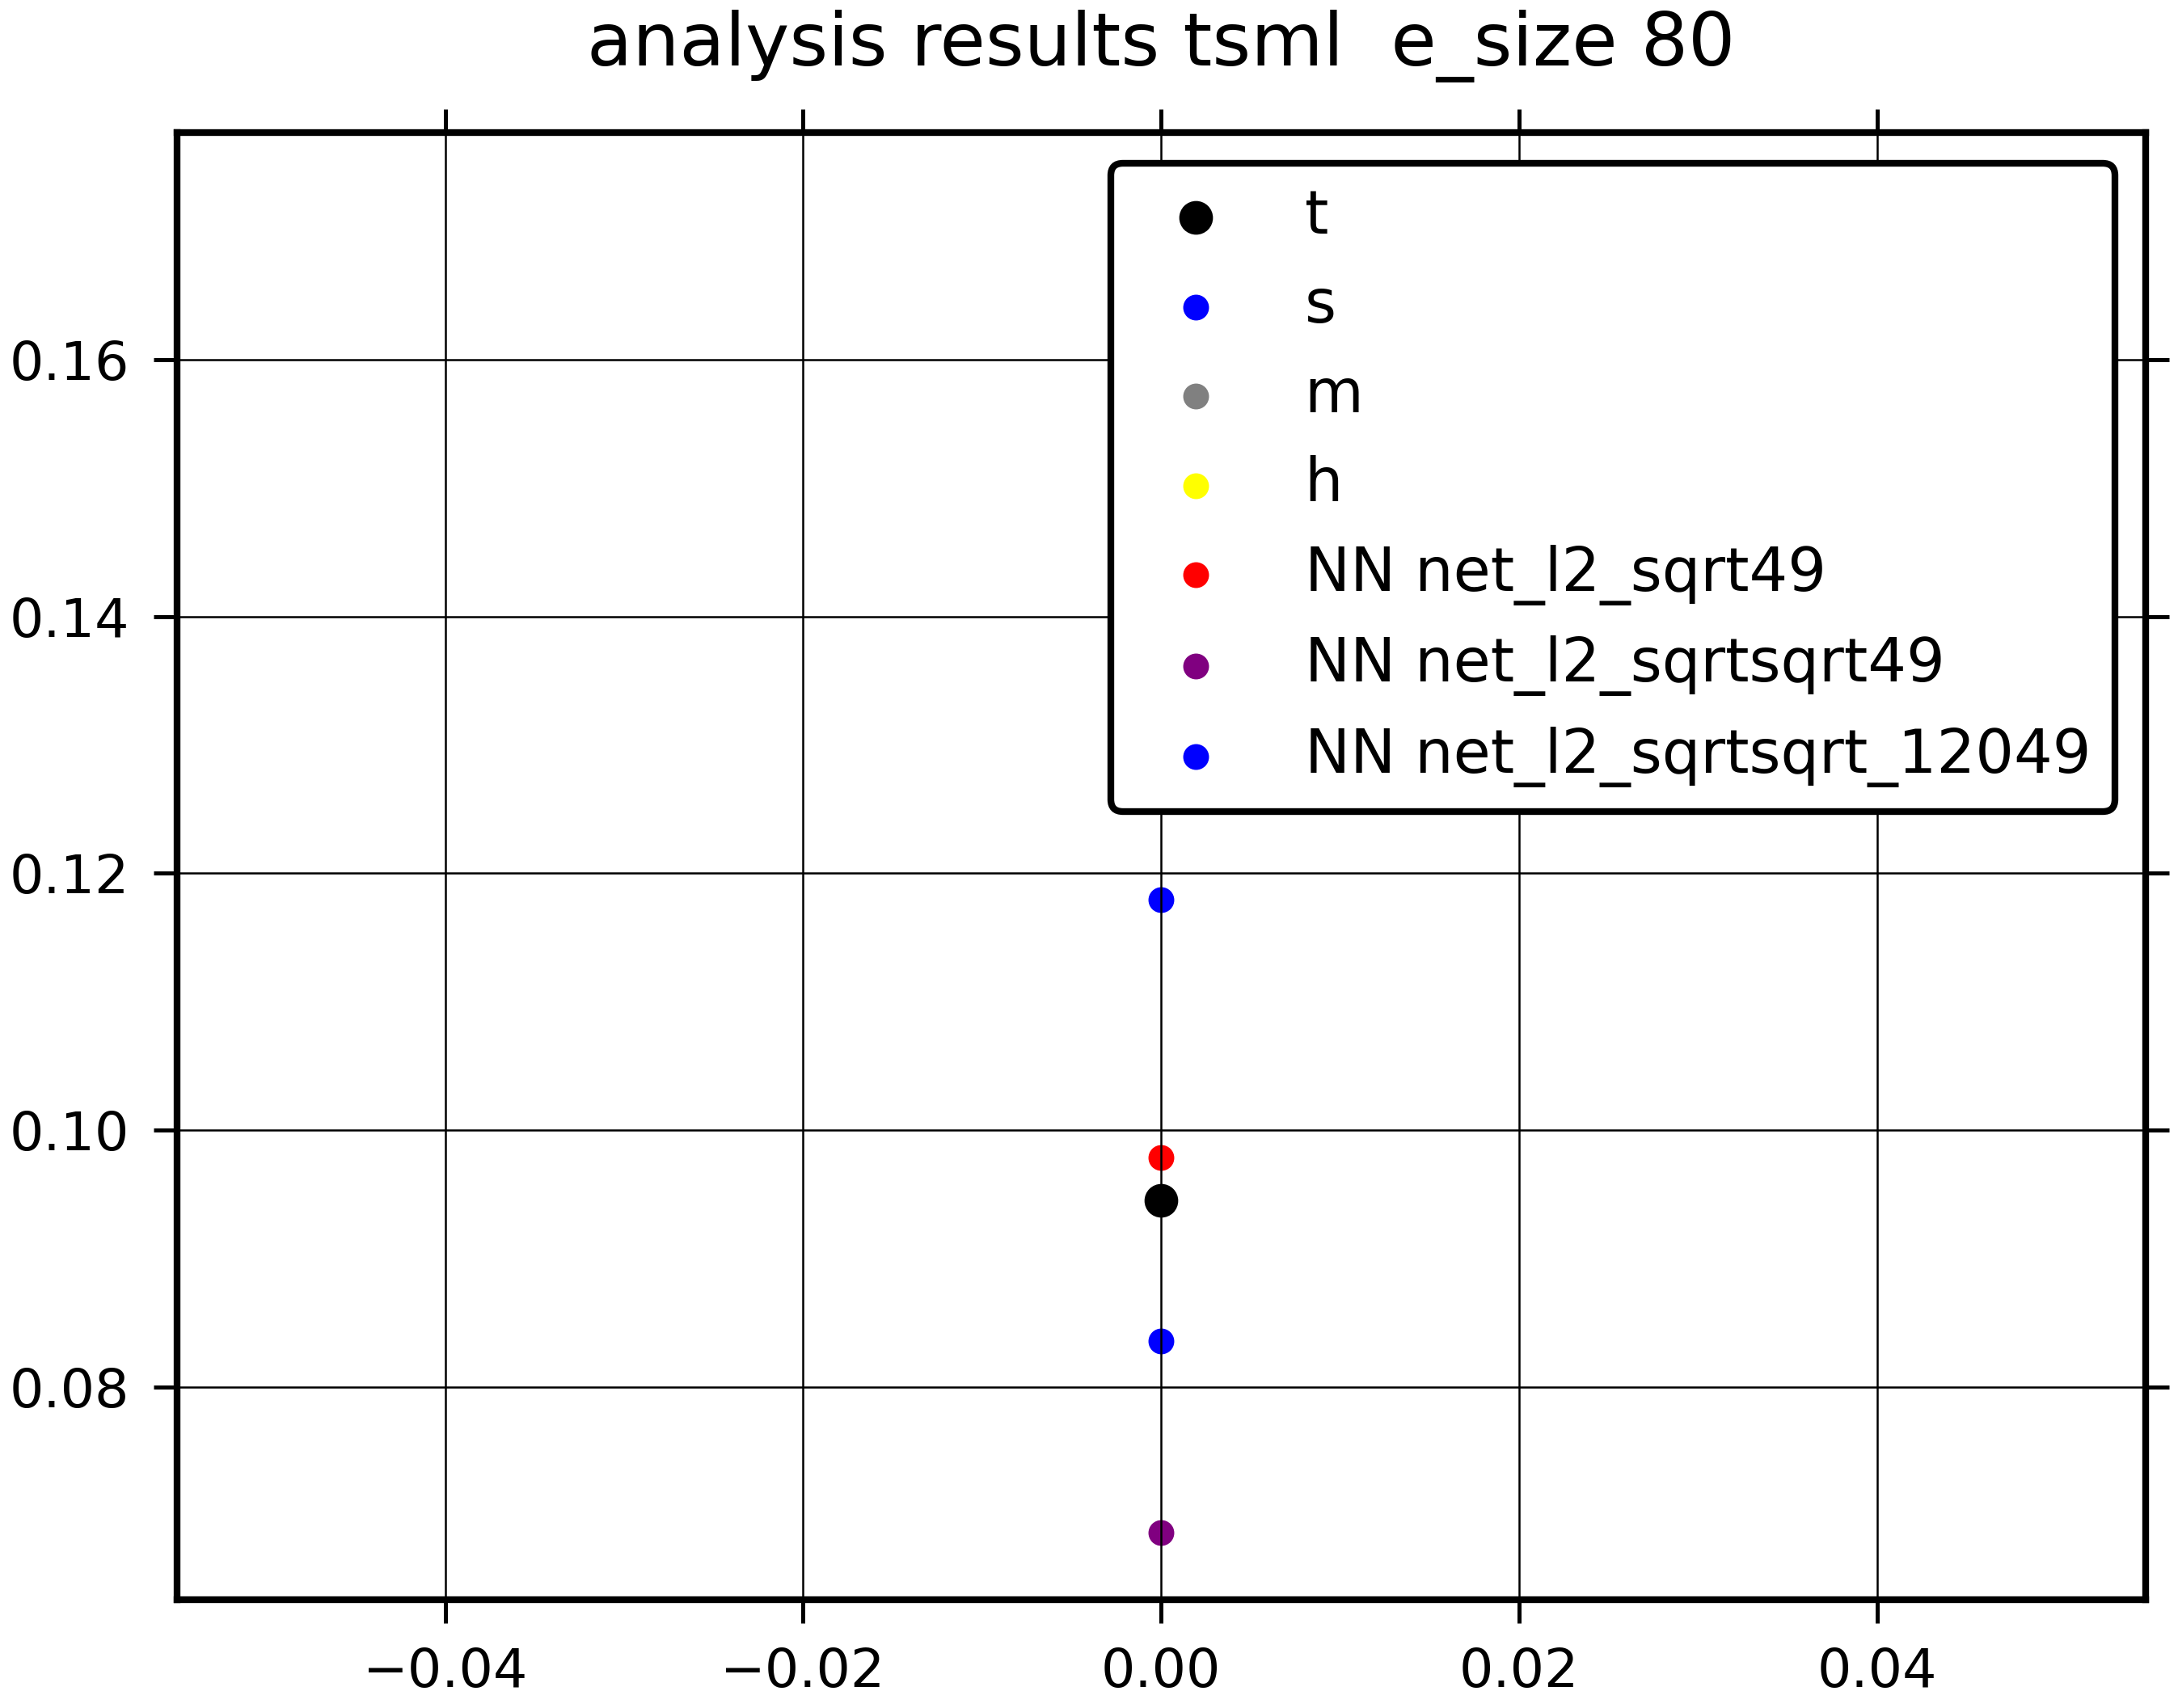 analysis results tsml  e_size 80
t
s
m
h
NN net_l2_sqrt49
NN net_l2_sqrtsqrt49
NN net_l2_sqrtsqrt_12049
0.16
0.14
0.12
0.10
0.08
−0.04
−0.02
0.00
0.02
0.04